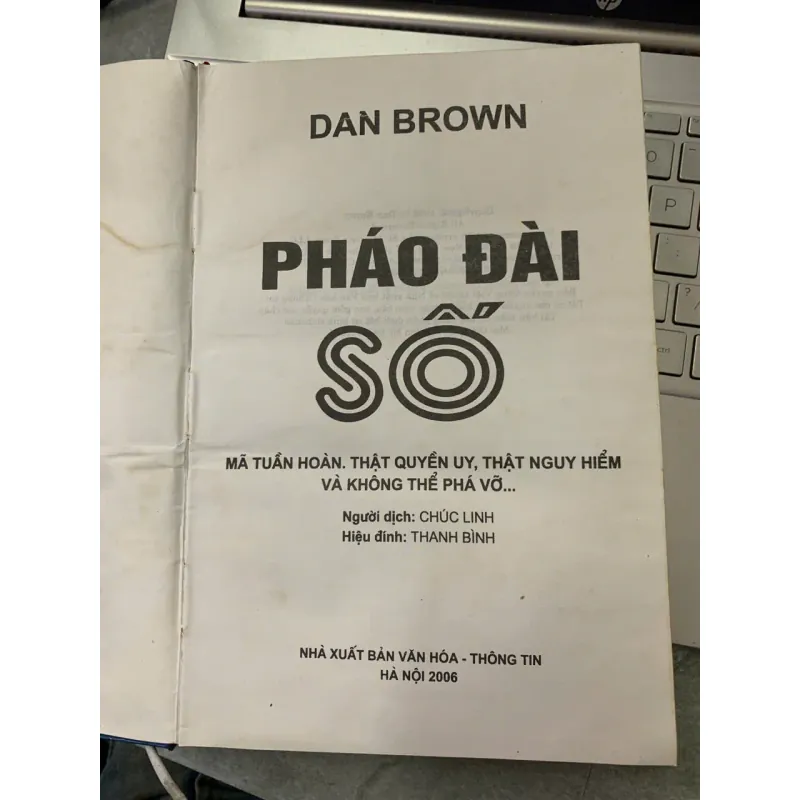 DAN BROWN
PHÁO ĐÀI
SỐ
MÃ TUẦN HOÀN. THẬT QUYỀN UY, THẬT NGUY HIỂM
VÀ KHÔNG THỂ PHÁ VỠ...
Người dịch: CHÚC LINH
Hiệu đính: THANH BÌNH
NHÀ XUẤT BẢN VĂN HÓA - THÔNG TIN
HÀ NỘI 2006
hp
O
P
L
?